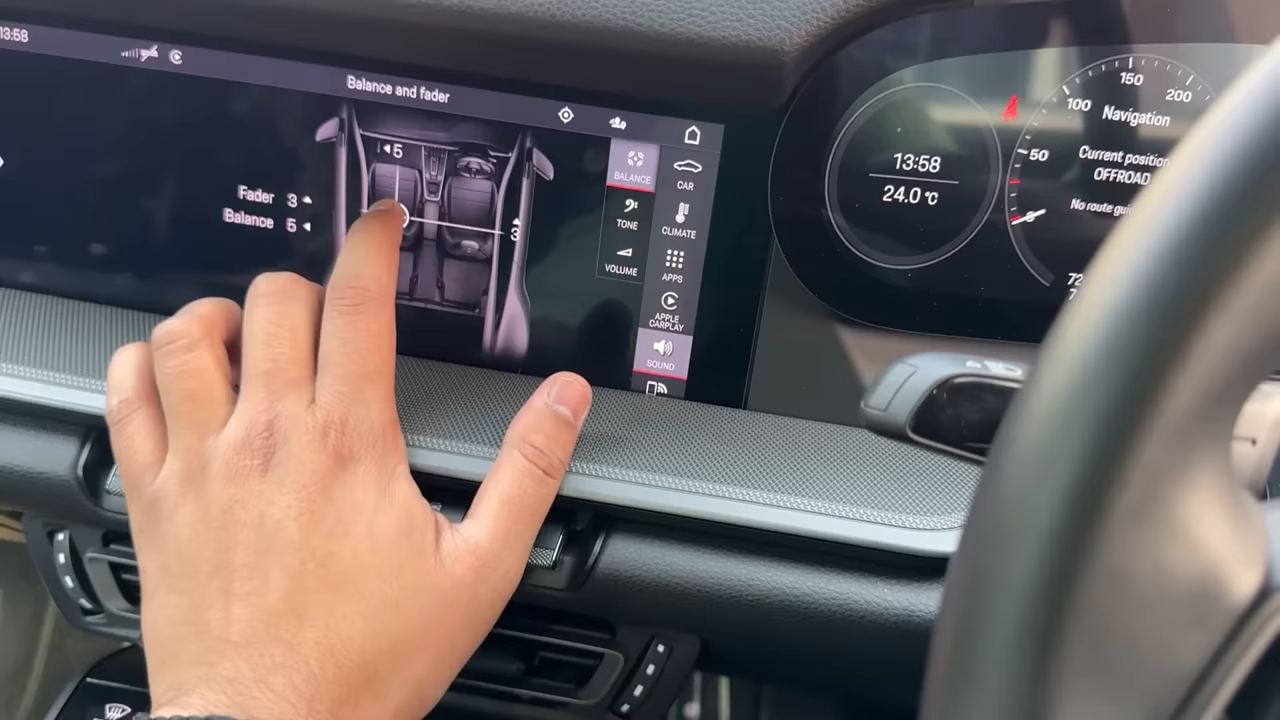 13:58
Balance and fader
Fader 3
Balance 5
5
3
BALANCE
TONE
VOLUME
CAR
CLIMATE
APPS
APPLE
CARPLAY
SOUND
13:58
24.0 °C
50
100
150
200
Navigation
Current position
OFFROAD
No route